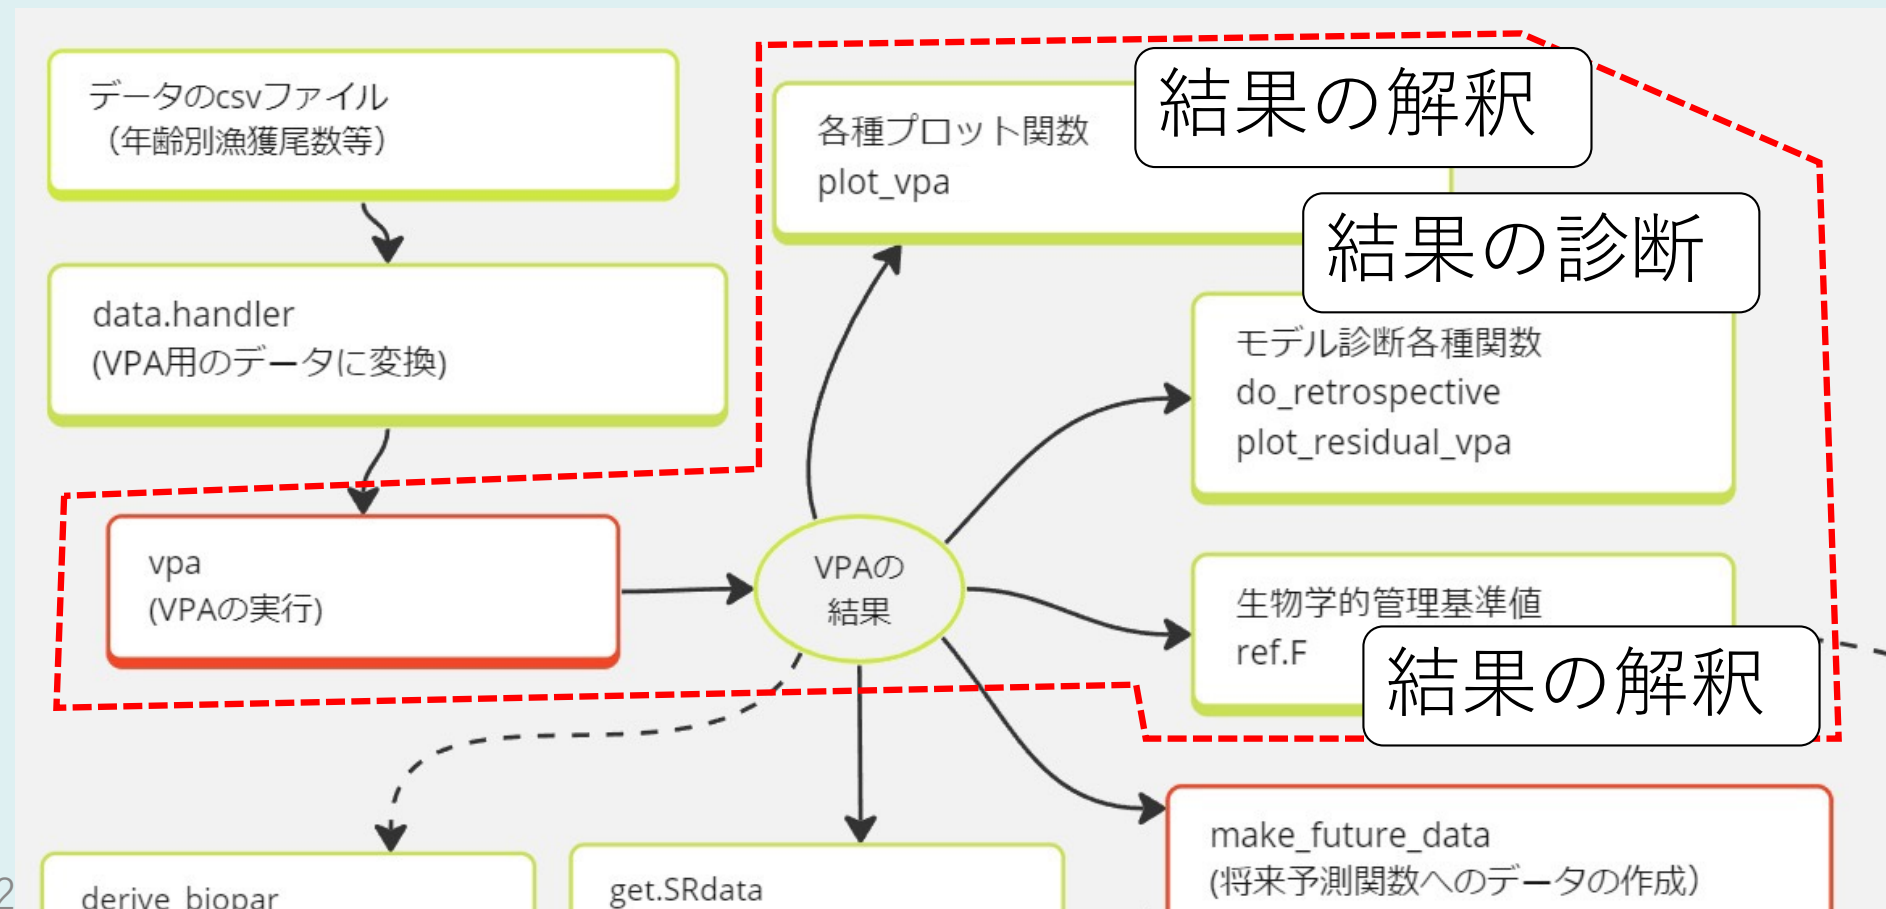 データのcsvファイル
（年齢別漁獲尾数等）
data.handler
(VPA用のデータに変換)
vpa
(VPAの実行)
VPAの
結果
各種プロット関数
plot_vpa
結果の解釈
結果の診断
モデル診断各種関数
do_retrospective
plot_residual_vpa
生物学的管理基準値
ref.F
結果の解釈
make_future_data
(将来予測関数へのデータの作成）
get.SRdata
derive_biopar
2